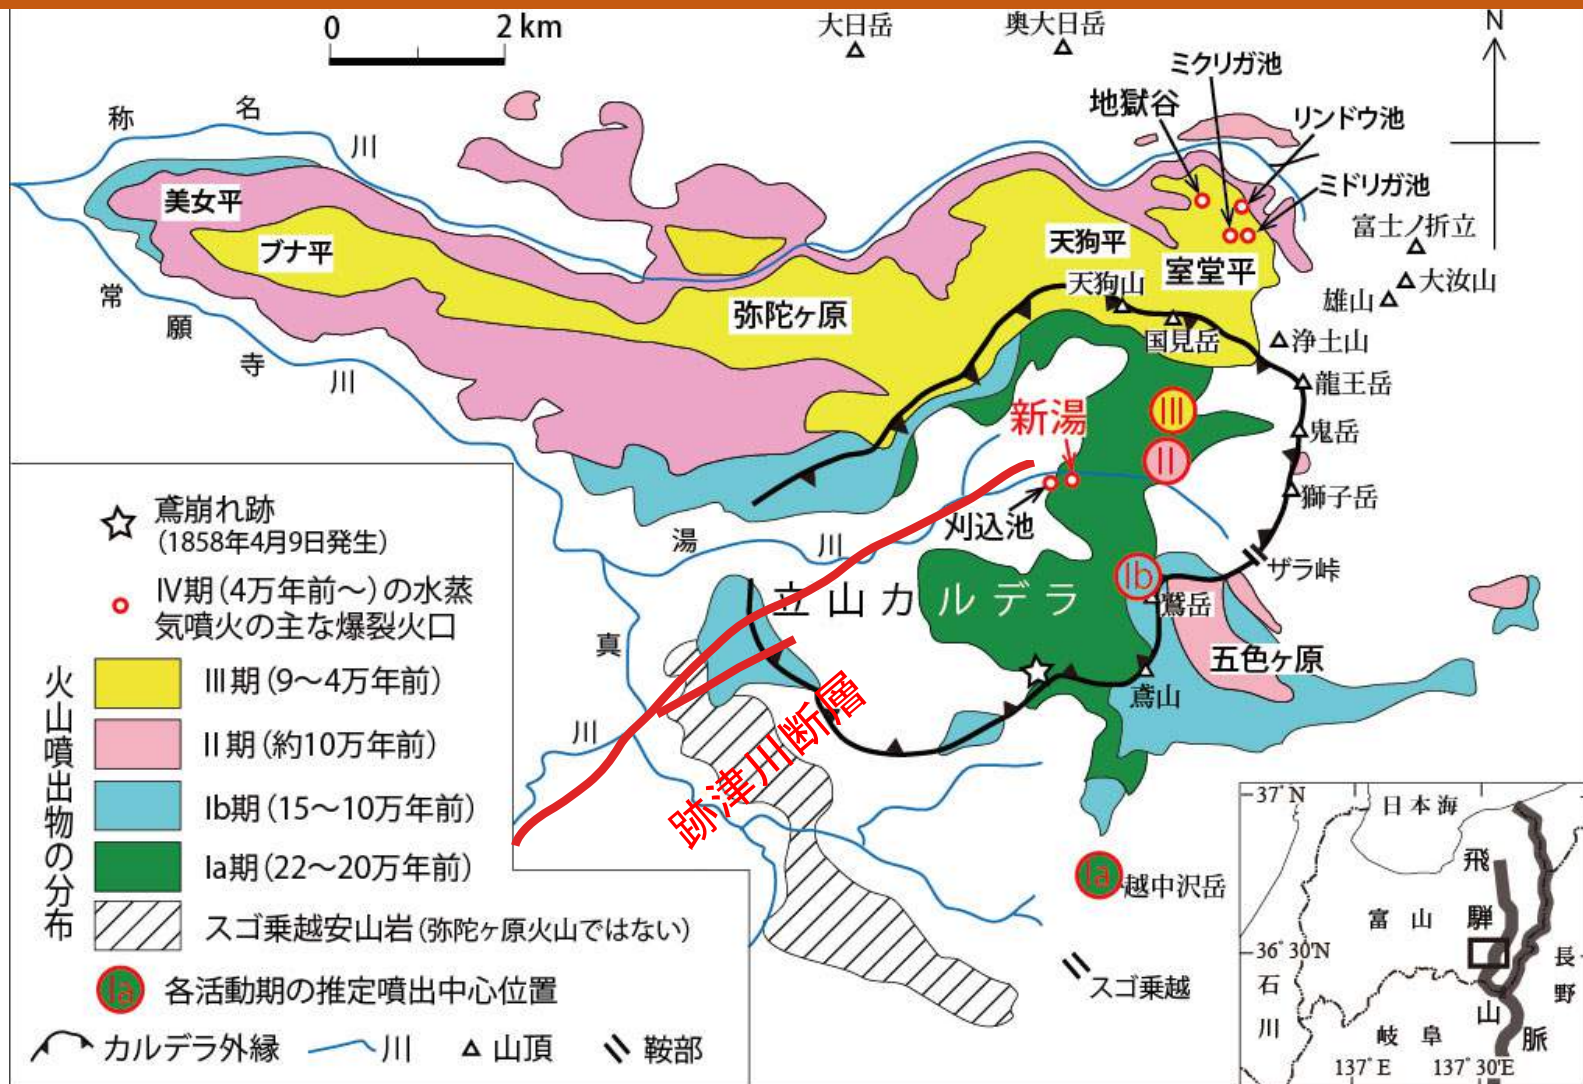 0 2 km
大日岳
奥大日岳
N
ミクリガ池
地獄谷
リンドウ池
称名川
ミドリガ池
美女平
富士ノ折立
天狗平
ブナ平
室堂平
大汝山
天狗山
雄山
常願寺川
弥陀ヶ原
国見岳
浄土山
龍王岳
III
新湯
鬼岳
II
獅子岳
刈込池
湯川
ザラ峠
Ib
立山カルデラ
鷲岳
真川
五色ヶ原
鳶山
跡津川断層
Ia
越中沢岳
スゴ乗越
鳶崩れ跡
(1858年4月9日発生)
IV期(4万年前～)の水蒸
気噴火の主な爆裂火口
火山噴出物の分布
III期(9～4万年前)
II期(約10万年前)
Ib期(15～10万年前)
Ia期(22～20万年前)
スゴ乗越安山岩(弥陀ヶ原火山ではない)
Ia 各活動期の推定噴出中心位置
カルデラ外縁 川 山頂 鞍部
37°N
日本海
飛騨山脈
富山
36°30'N
長野
石川
岐阜
137°E 137°30'E